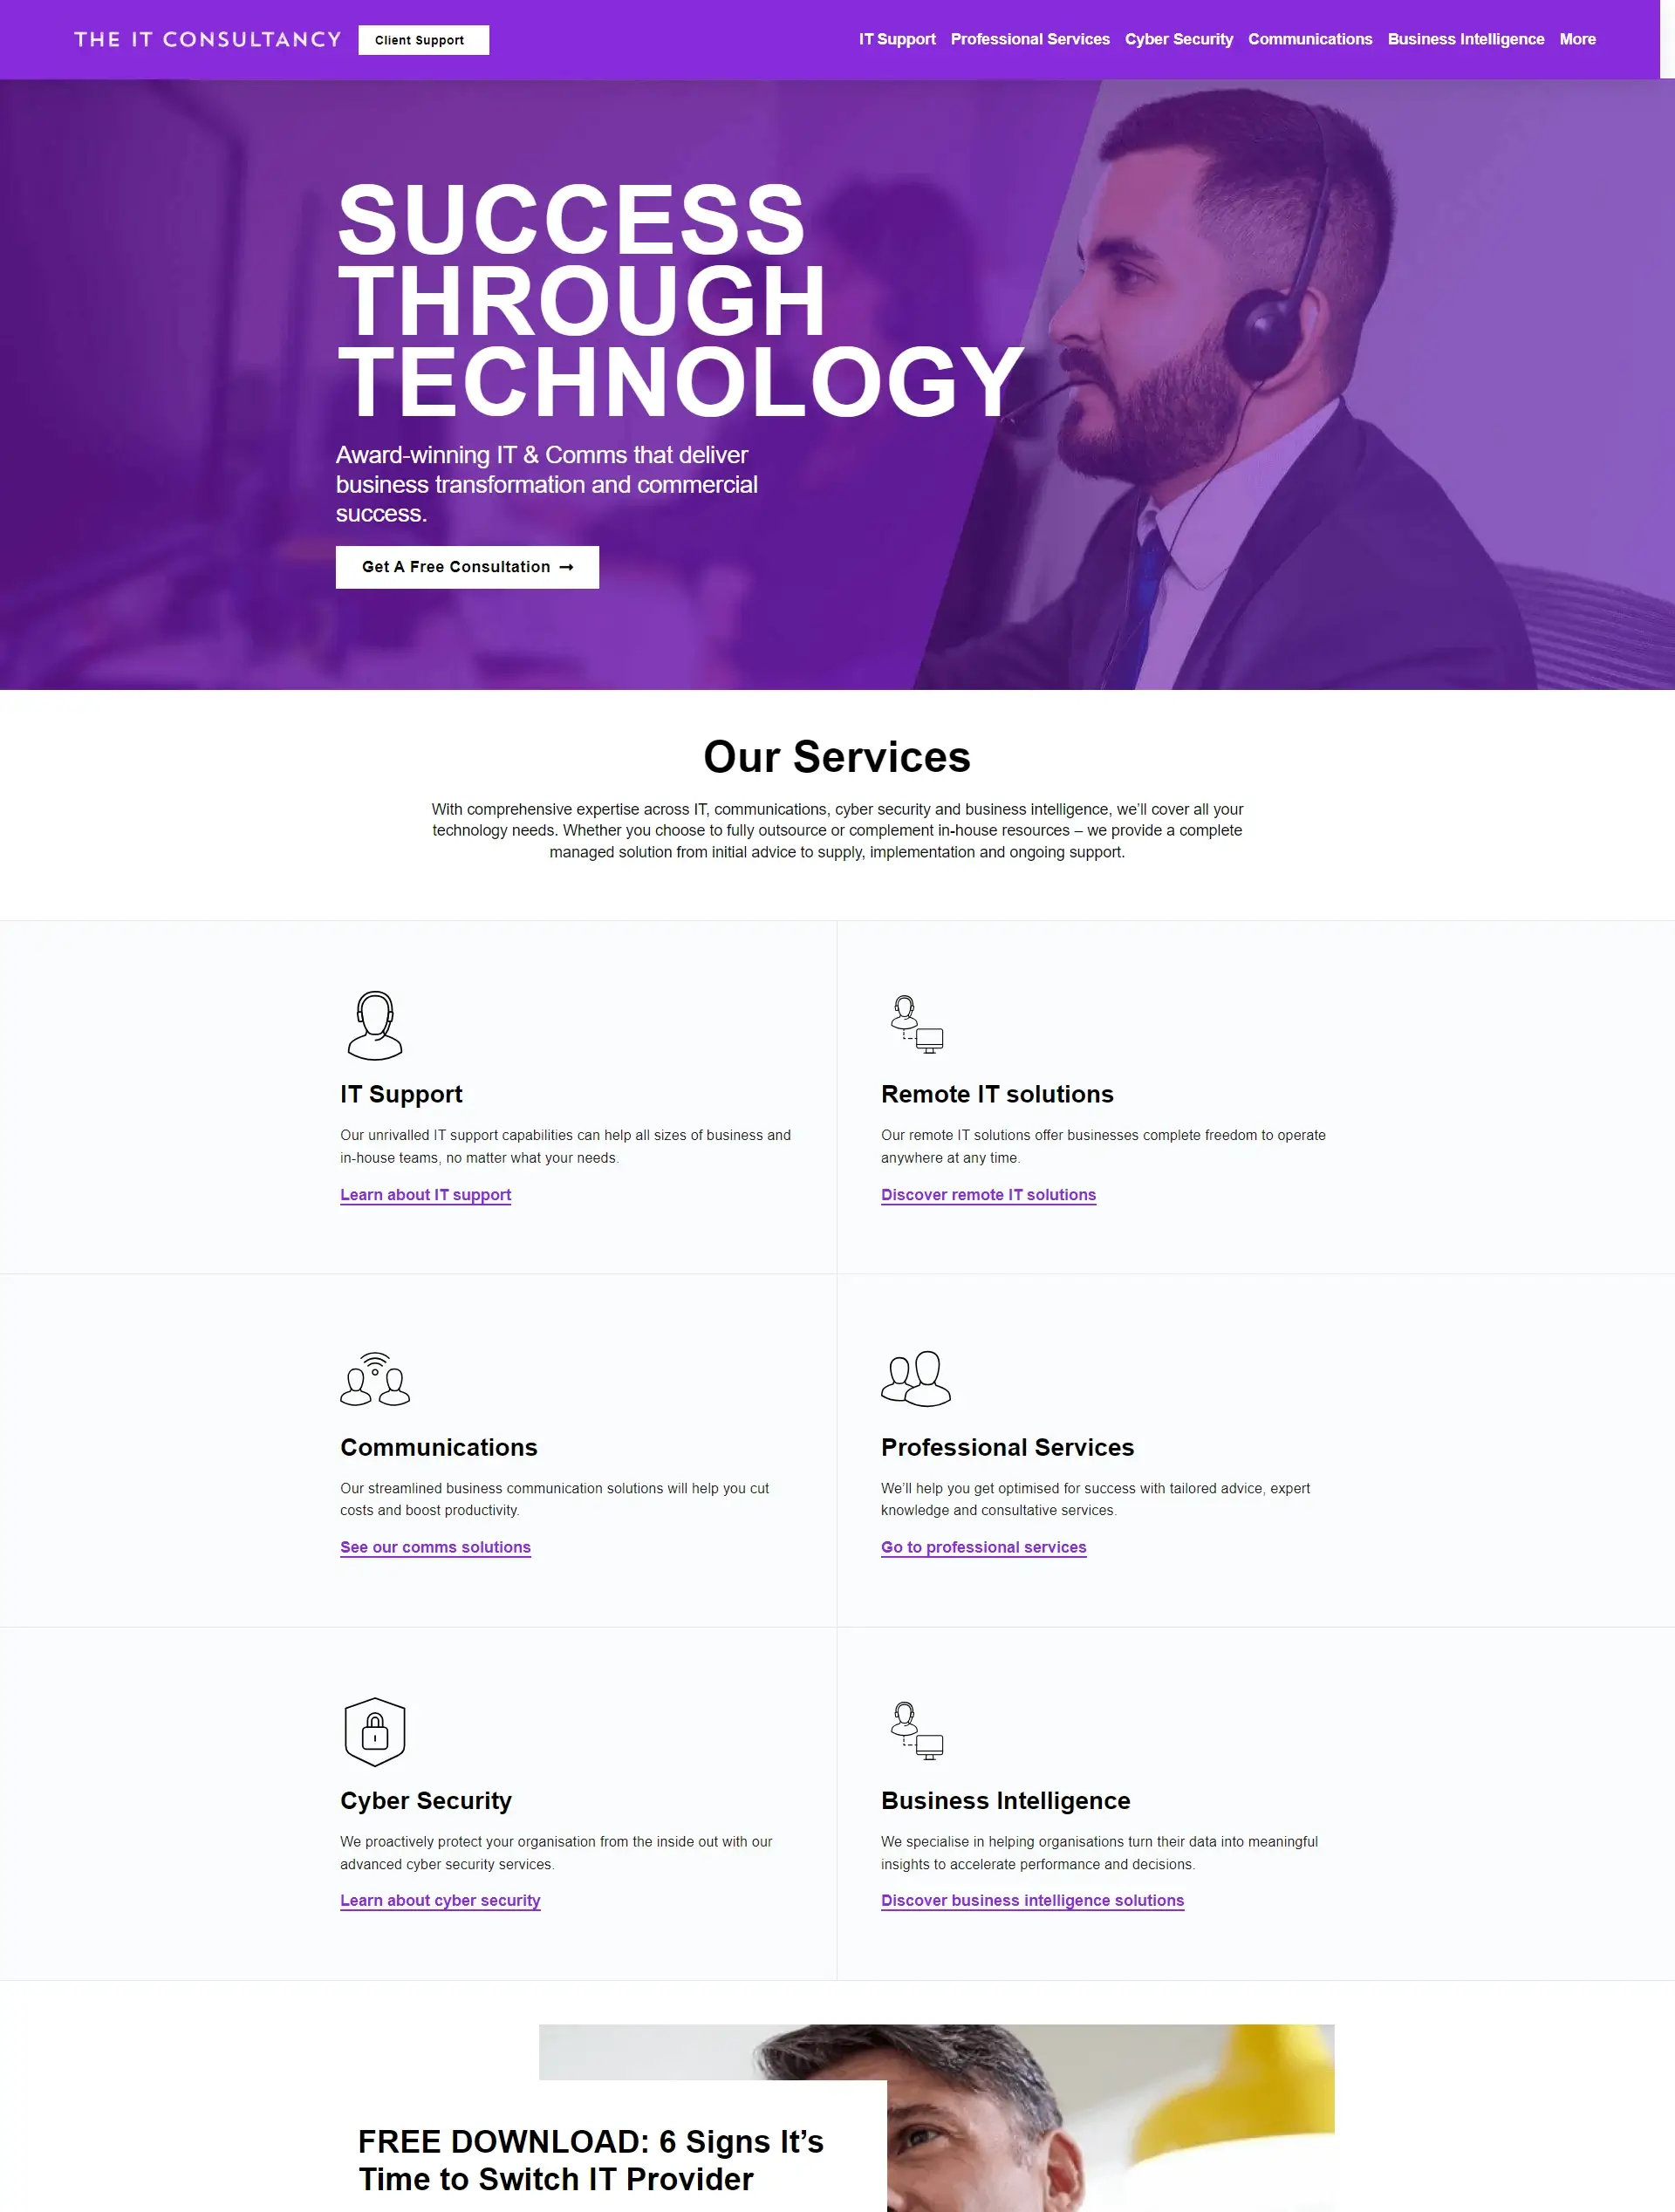 THE IT CONSULTANCY
Client Support
IT Support Professional Services Cyber Security Communications Business Intelligence More
SUCCESS
THROUGH
TECHNOLOGY
Award-winning IT & Comms that deliver
business transformation and commercial
success.
Get A Free Consultation →
Our Services
With comprehensive expertise across IT, communications, cyber security and business intelligence, we’ll cover all your
technology needs. Whether you choose to fully outsource or complement in-house resources – we provide a complete
managed solution from initial advice to supply, implementation and ongoing support.
IT Support
Our unrivalled IT support capabilities can help all sizes of business and
in-house teams, no matter what your needs.
Learn about IT support
Remote IT solutions
Our remote IT solutions offer businesses complete freedom to operate
anywhere at any time.
Discover remote IT solutions
Communications
Our streamlined business communication solutions will help you cut
costs and boost productivity.
See our comms solutions
Professional Services
We’ll help you get optimised for success with tailored advice, expert
knowledge and consultative services.
Go to professional services
Cyber Security
We proactively protect your organisation from the inside out with our
advanced cyber security services.
Learn about cyber security
Business Intelligence
We specialise in helping organisations turn their data into meaningful
insights to accelerate performance and decisions.
Discover business intelligence solutions
FREE DOWNLOAD: 6 Signs It’s
Time to Switch IT Provider